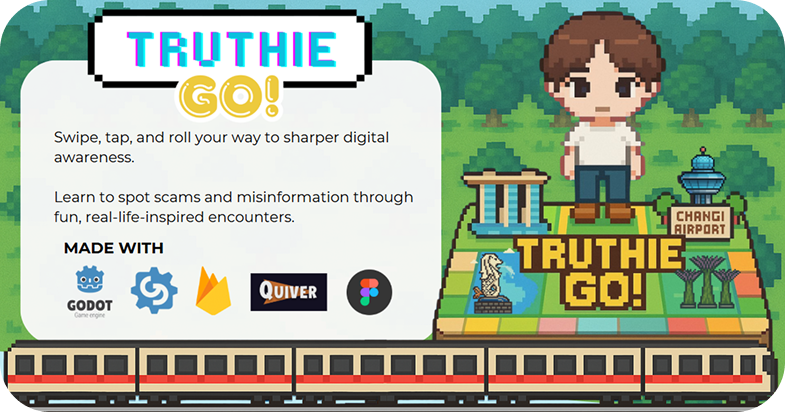 TRUTHIE
GO!
Swipe, tap, and roll your way to sharper digital
awareness.
Learn to spot scams and misinformation through
fun, real-life-inspired encounters.
MADE WITH
GODOT
Game engine
QUIVER
CHANGI
AIRPORT
TRUTHIE
GO!